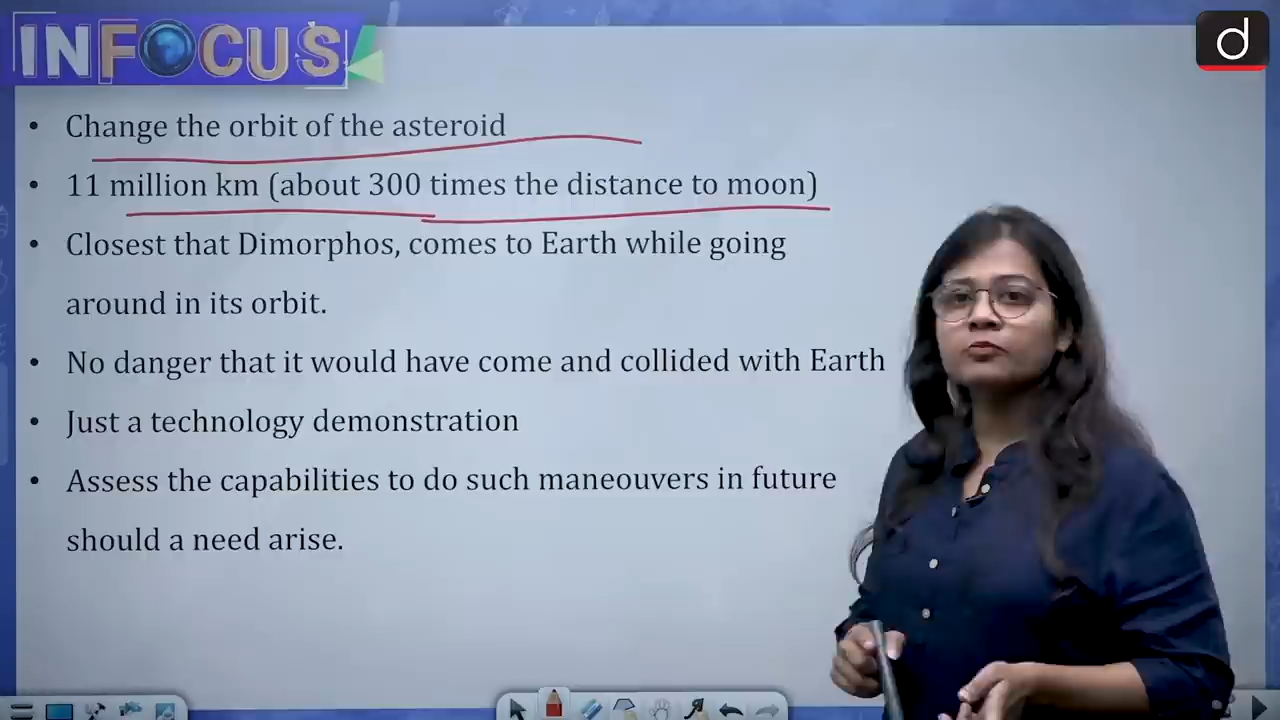 INFOCUS
d
• Change the orbit of the asteroid
• 11 million km (about 300 times the distance to moon)
• Closest that Dimorphos, comes to Earth while going
around in its orbit.
• No danger that it would have come and collided with Earth
• Just a technology demonstration
• Assess the capabilities to do such maneouvers in future
should a need arise.